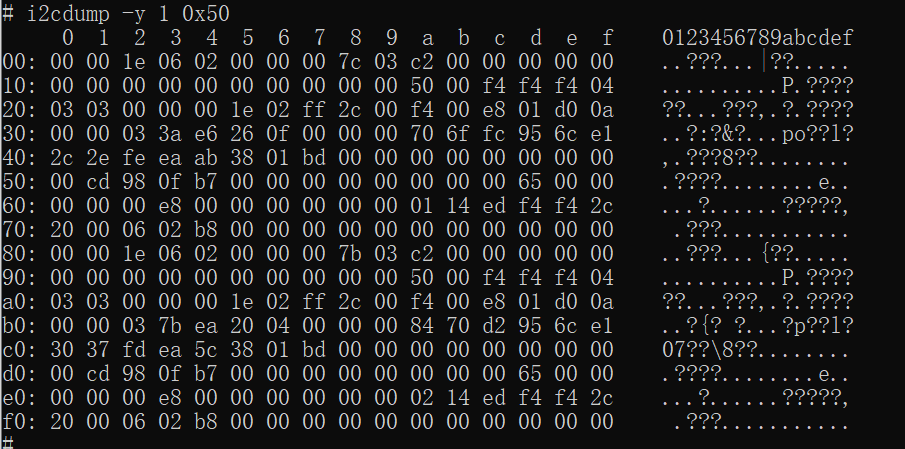 # i2cdump -y 1 0x50
     0  1  2  3  4  5  6  7  8  9  a  b  c  d  e  f    0123456789abcdef
00: 00 00 1e 06 02 00 00 00 7c 03 c2 00 00 00 00 00    ..???...|??.....
10: 00 00 00 00 00 00 00 00 00 00 50 00 f4 f4 f4 04    ..........P.????
20: 03 03 00 00 00 1e 02 ff 2c 00 f4 00 e8 01 d0 0a    ??...???,.?.????
30: 00 00 03 3a e6 26 0f 00 00 00 70 6f fc 95 6c e1    ..?:?&?...po??l?
40: 2c 2e fe ea ab 38 01 bd 00 00 00 00 00 00 00 00    ,.???8??........
50: 00 cd 98 0f b7 00 00 00 00 00 00 00 00 65 00 00    .????........e..
60: 00 00 00 e8 00 00 00 00 00 00 01 14 ed f4 f4 2c    ...?......?????,
70: 20 00 06 02 b8 00 00 00 00 00 00 00 00 00 00 00     .???...........
80: 00 00 1e 06 02 00 00 00 7b 03 c2 00 00 00 00 00    ..???...{??.....
90: 00 00 00 00 00 00 00 00 00 00 50 00 f4 f4 f4 04    ..........P.????
a0: 03 03 00 00 00 1e 02 ff 2c 00 f4 00 e8 01 d0 0a    ??...???,.?.????
b0: 00 00 03 7b ea 20 04 00 00 00 84 70 d2 95 6c e1    ..?{? ?...?p??l?
c0: 30 37 fd ea 5c 38 01 bd 00 00 00 00 00 00 00 00    07??\8??........
d0: 00 cd 98 0f b7 00 00 00 00 00 00 00 00 65 00 00    .????........e..
e0: 00 00 00 e8 00 00 00 00 00 00 02 14 ed f4 f4 2c    ...?......?????,
f0: 20 00 06 02 b8 00 00 00 00 00 00 00 00 00 00 00     .???...........
#